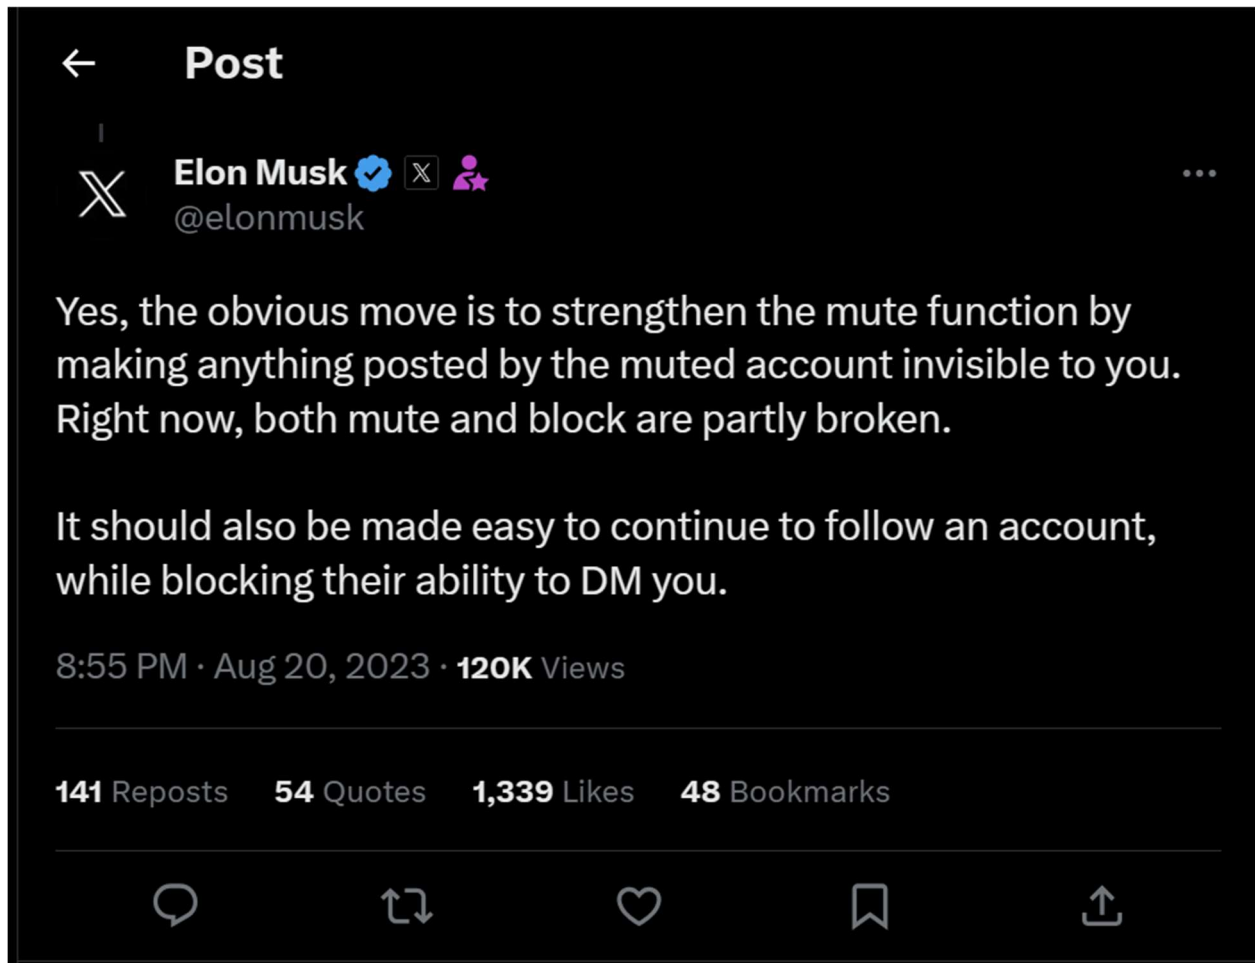 Post
Elon Musk
@elonmusk
Yes, the obvious move is to strengthen the mute function by
making anything posted by the muted account invisible to you.
Right now, both mute and block are partly broken.
It should also be made easy to continue to follow an account,
while blocking their ability to DM you.
8:55 PM · Aug 20, 2023 · 120K Views
141 Reposts 54 Quotes 1,339 Likes 48 Bookmarks